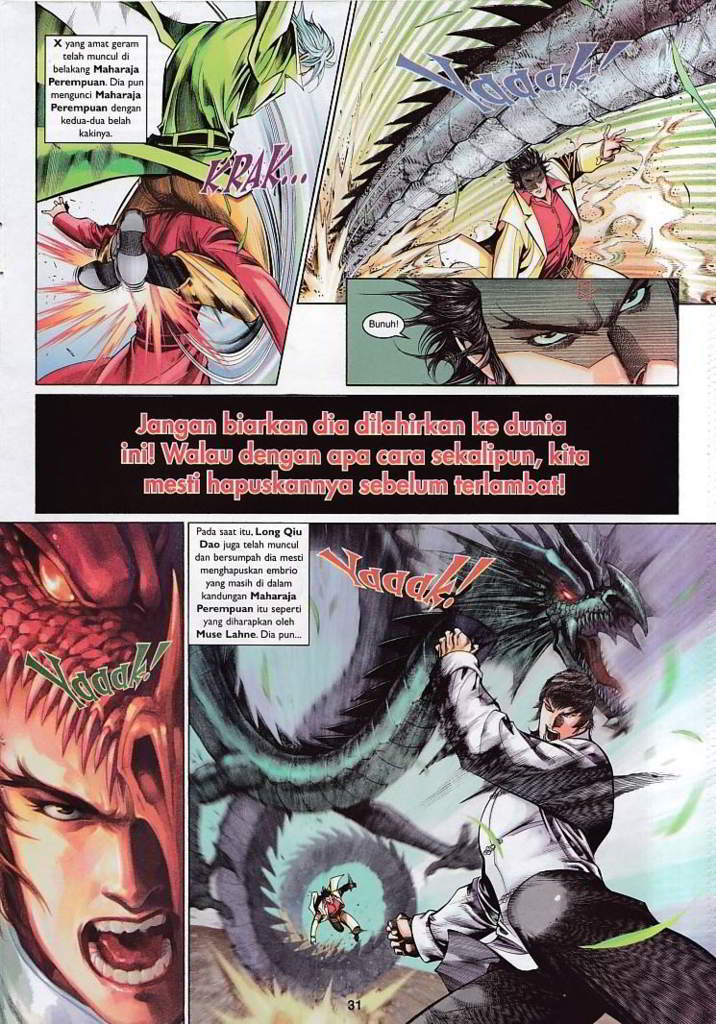 X yang amat geram
telah muncul di
belakang Maharaja
Perempuan. Dia pun
mengunci Maharaja
Perempuan dengan
kedua-dua belah
kakinya.
KRAK...
Yaaak!
Bunuh!
Jangan biarkan dia dilahirkan ke dunia
ini! Walau dengan apa cara sekalipun, kita
mesti hapuskannya sebelum terlambat!
Yaaak!
Pada saat itu, Long Qiu
Dao juga telah muncul
dan bersumpah dia mesti
menghapuskan embrio
yang masih di dalam
kandungan Maharaja
Perempuan itu seperti
yang diharapkan oleh
Muse Lahne. Dia pun...
Yaaak!
31